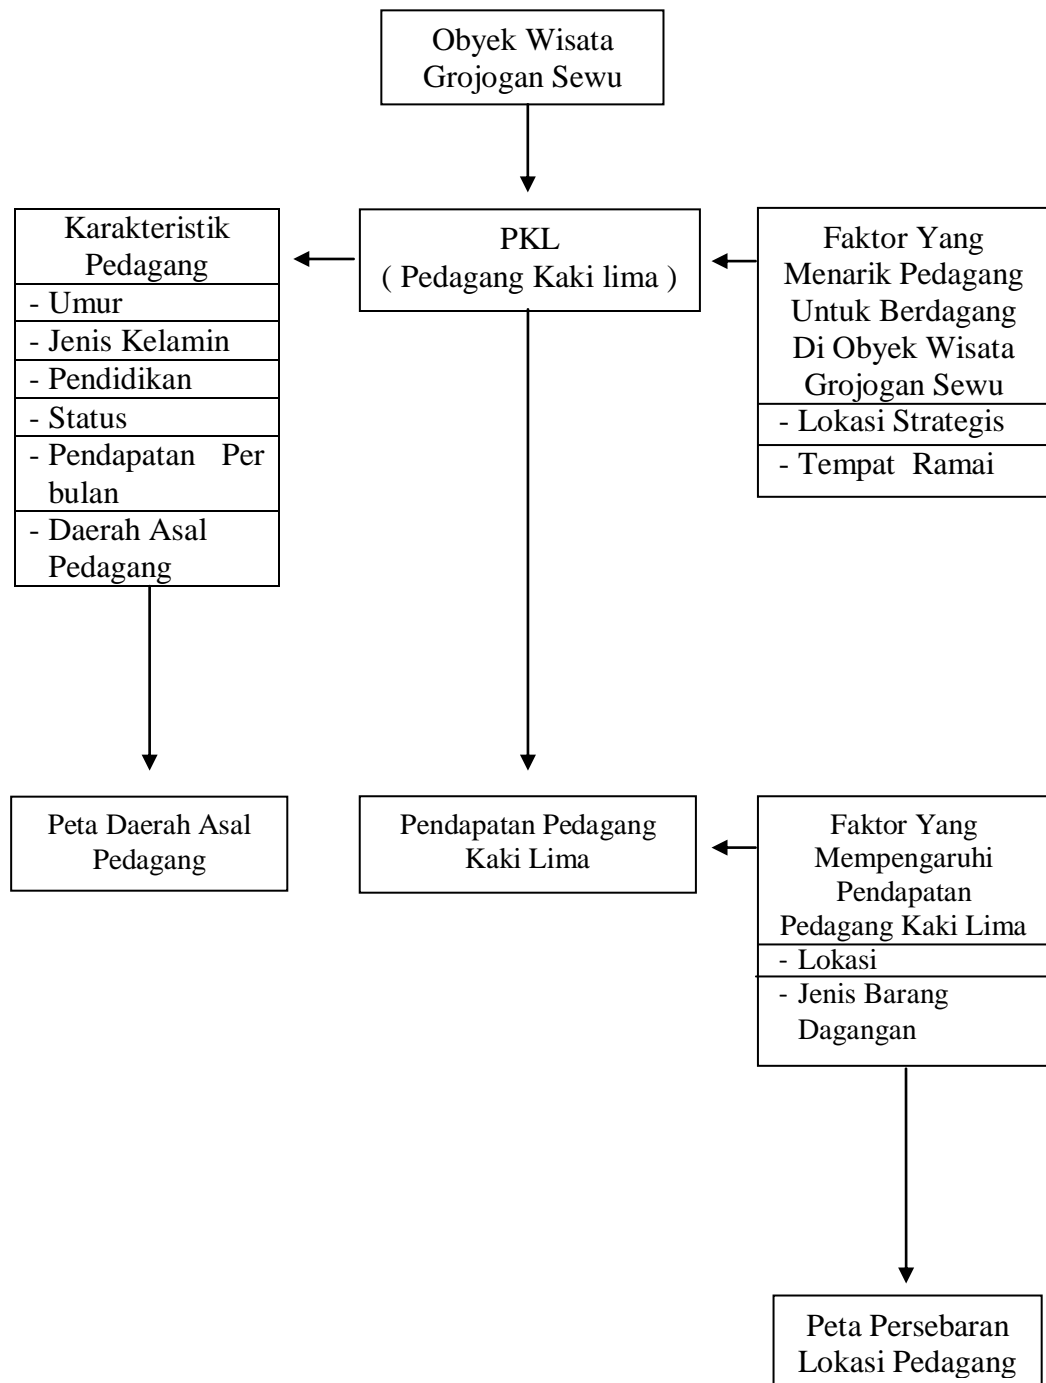 Obyek Wisata
Grojogan Sewu
Karakteristik
Pedagang
- Umur
- Jenis Kelamin
- Pendidikan
- Status
- Pendapatan Per
bulan
- Daerah Asal
Pedagang
PKL
( Pedagang Kaki lima )
Faktor Yang
Menarik Pedagang
Untuk Berdagang
Di Obyek Wisata
Grojogan Sewu
- Lokasi Strategis
- Tempat Ramai
Peta Daerah Asal
Pedagang
Pendapatan Pedagang
Kaki Lima
Faktor Yang
Mempengaruhi
Pendapatan
Pedagang Kaki Lima
- Lokasi
- Jenis Barang
Dagangan
Peta Persebaran
Lokasi Pedagang